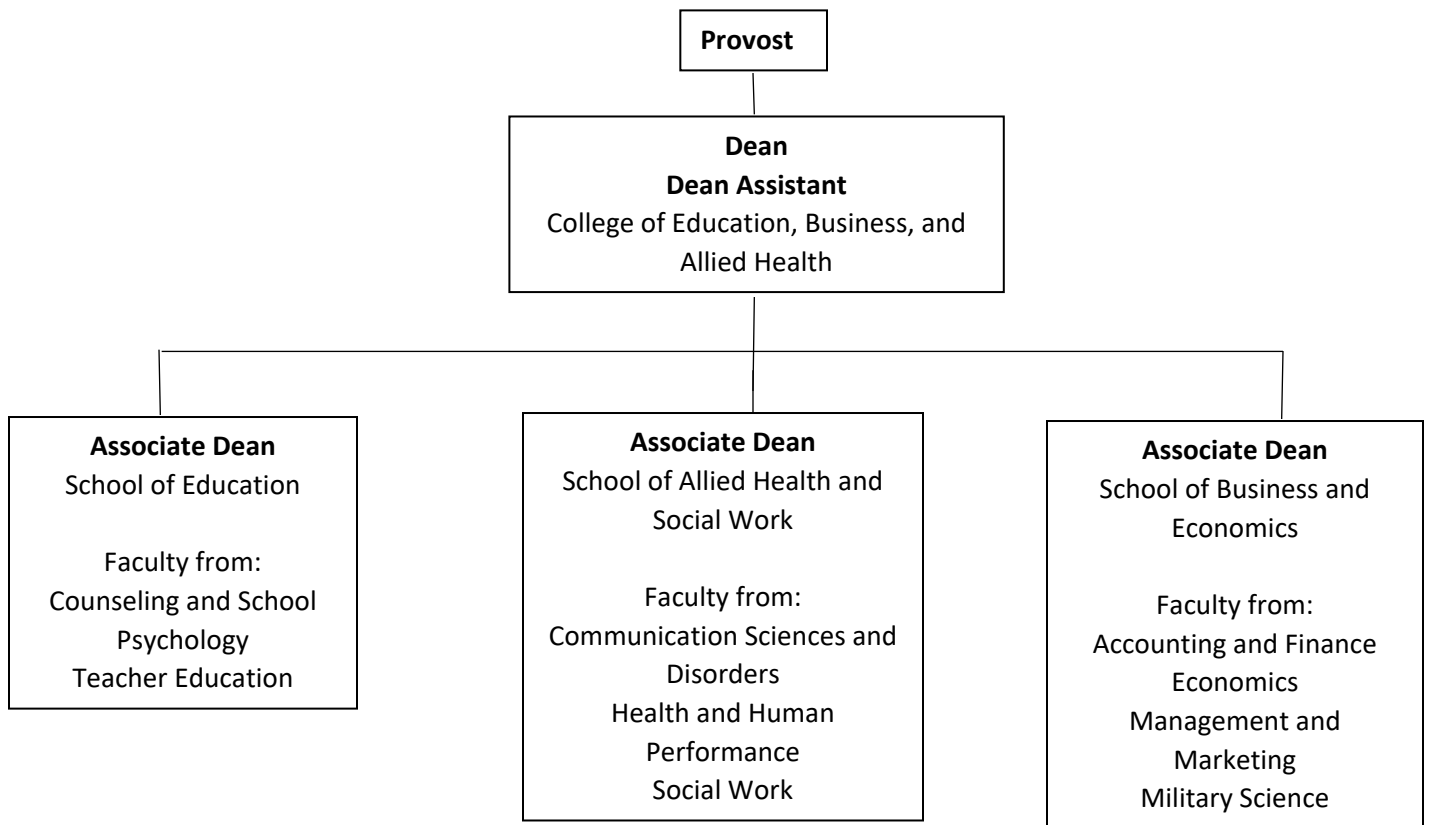 Provost
Dean
Dean Assistant
College of Education, Business, and
Allied Health
Associate Dean
School of Education
Faculty from:
Counseling and School
Psychology
Teacher Education
Associate Dean
School of Allied Health and
Social Work
Faculty from:
Communication Sciences and
Disorders
Health and Human
Performance
Social Work
Associate Dean
School of Business and
Economics
Faculty from:
Accounting and Finance
Economics
Management and
Marketing
Military Science